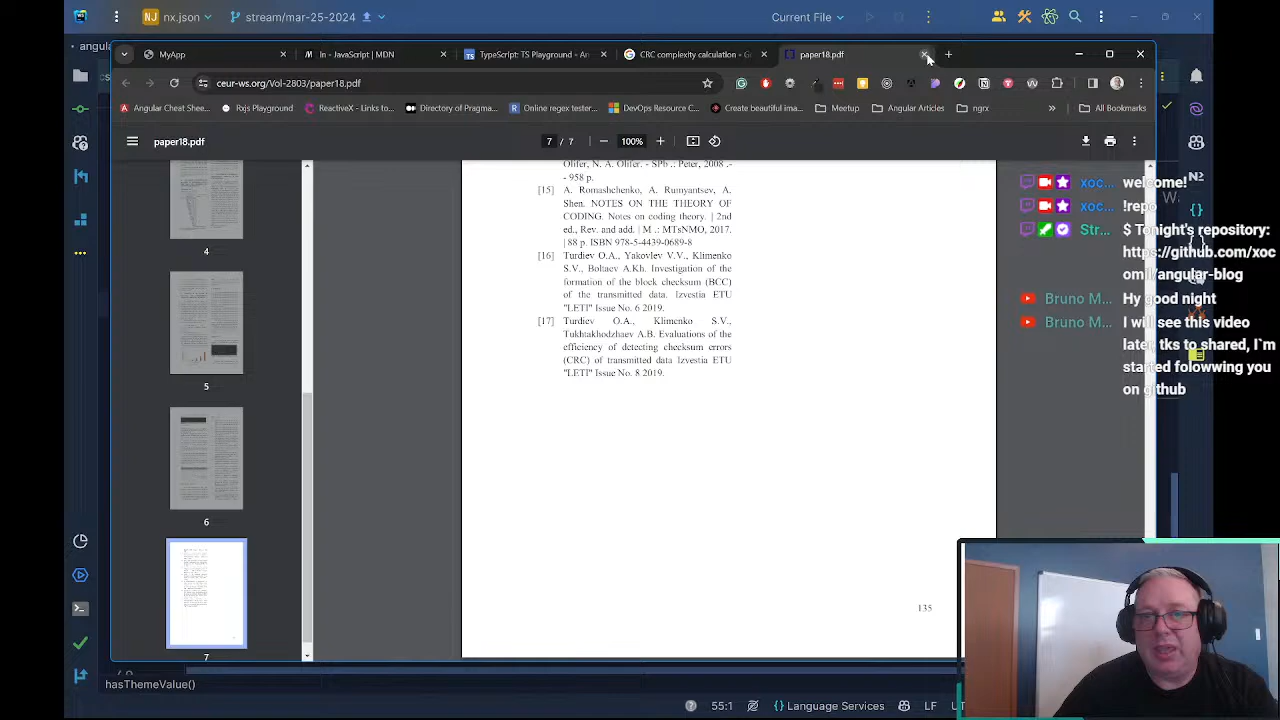 nx.json
stream/mar-25-2024
Current File
MyApp
In - JavaScript | MDN
TypeScript: TS Playground - An
CRC complexity calculation - G
paper18.pdf
ceur-ws.org/Vol-2803/paper18.pdf
Angular Cheat Shee...
Rxjs Playground
ReactiveX - Links to...
Directory of Pragma...
Online regex tester...
DevOps Resource C...
Create beautiful ima...
Meetup
Angular Articles
ngrx
All Bookmarks
paper18.pdf
7 / 7
100%
Olifer, N. A. Olifer. - SPb .: Peter, 2008 .-
- 958 p.
[15] A. Romashchenko, A. Rumyantsev, A.
Shen. NOTES ON THE THEORY OF
CODING. Notes on coding theory. | 2nd
ed., Rev. and add. | M .: MTsNMO, 2017,
| 88 p. ISBN 978-5-4439-0689-8
[16] Turdiev O.A., Yakovlev V.V., Klimenko
S.V., Boltaev A.Kh. Investigation of the
formation of the block checksum (BCC)
of the transmitted data Izvestia ETU
"LETI" Issue No. 6 2019.
[17] Turdiev O.A., Klimenko S.V.,
Tukhtakhodzhaev A.B. Evaluations of the
efficiency of detecting checksum errors
(CRC) of transmitted data Izvestia ETU
"LETI" Issue No. 8 2019.
135
4
5
6
7
xoc... welcome!
xoc... !repo
Str... $ Tonight's repository:
https://github.com/xoc
oml/angular-blog
Bruno M... Hy good night
Bruno M... I will see this video
later, tks to shared, I`m
started folowwing you
on github
hasThemeValue()
55:1
Language Services
LF